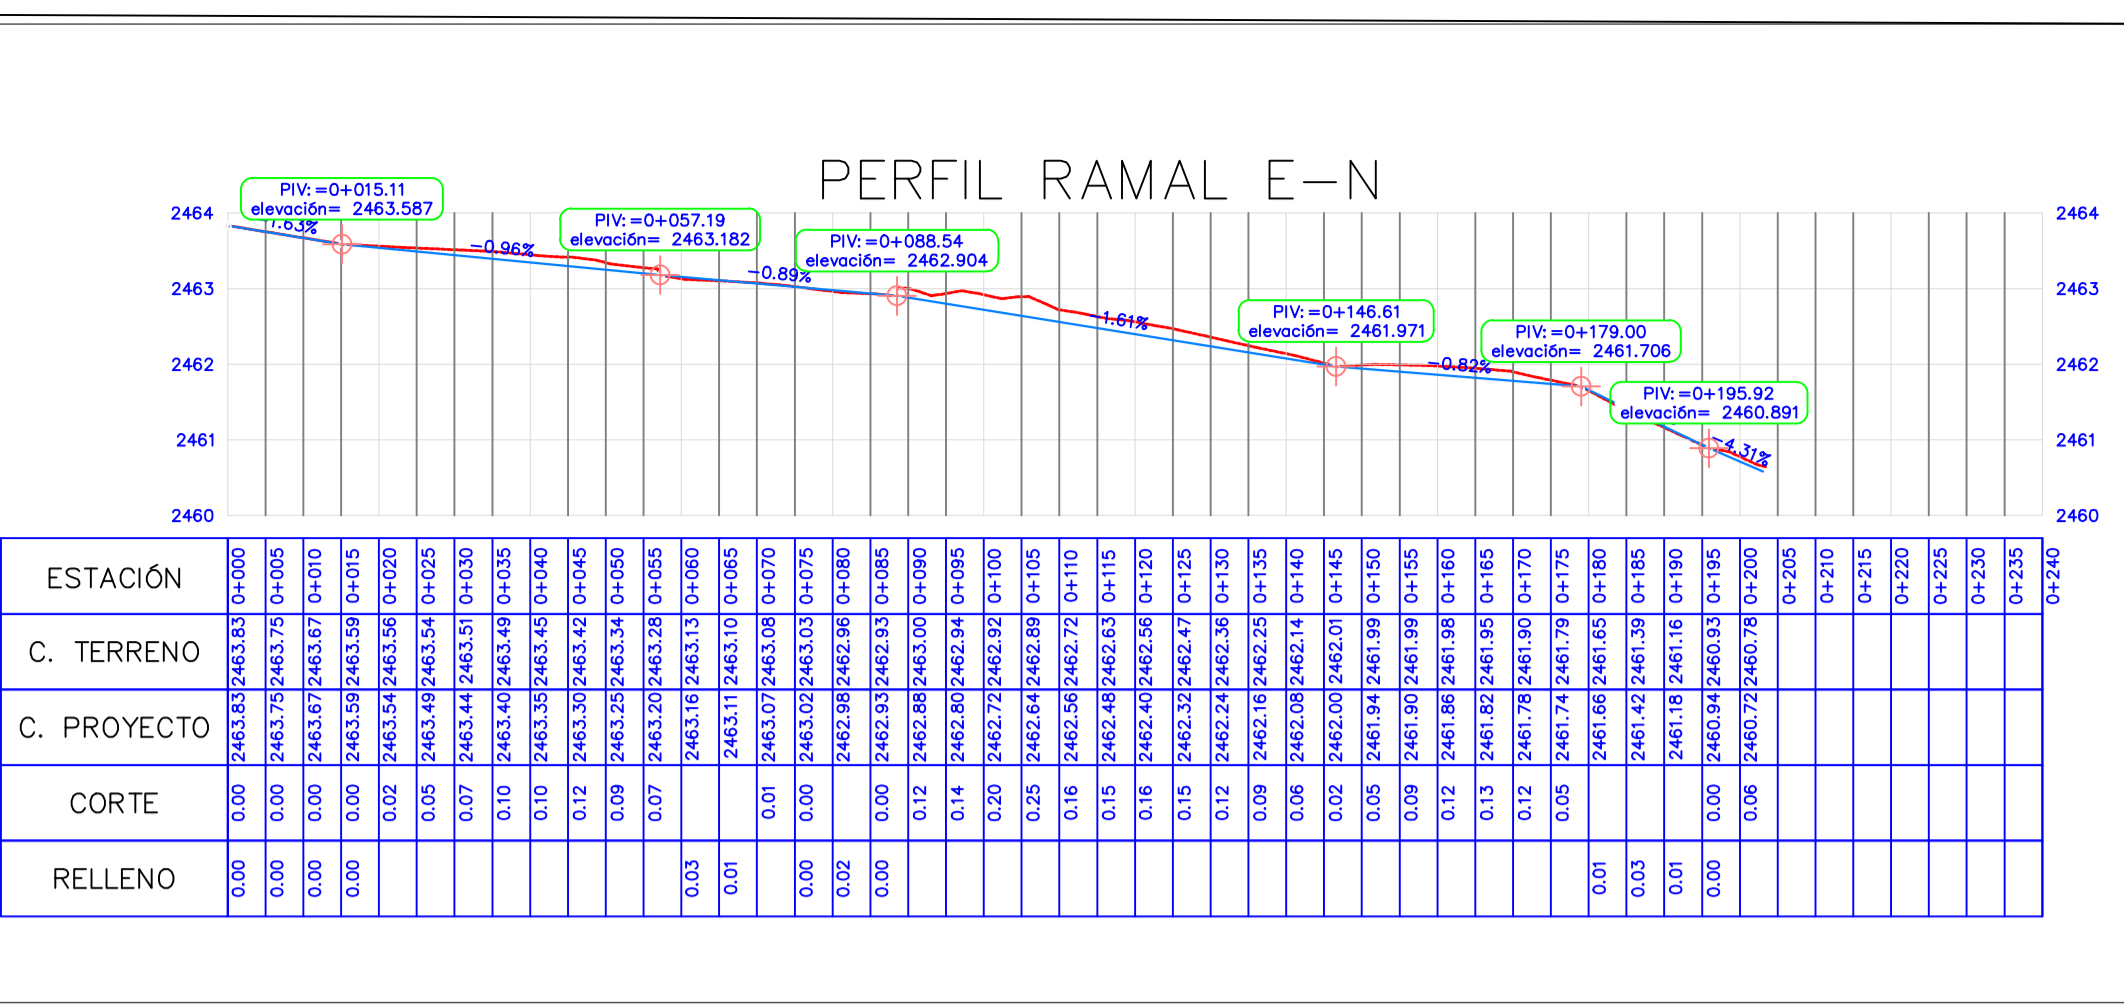 PERFIL RAMAL E-N
PIV:=0+015.11
elevación= 2463.587
PIV:=0+057.19
elevación= 2463.182
PIV:=0+088.54
elevación= 2462.904
PIV:=0+146.61
elevación= 2461.971
PIV:=0+179.00
elevación= 2461.706
PIV:=0+195.92
elevación= 2460.891
-0.96%
-0.89%
-1.61%
-0.82%
-4.31%
2464 2464
2463 2463
2462 2462
2461 2461
2460 2460
ESTACIÓN 0+000 0+005 0+010 0+015 0+020 0+025 0+030 0+035 0+040 0+045 0+050 0+055 0+060 0+065 0+070 0+075 0+080 0+085 0+090 0+095 0+100 0+105 0+110 0+115 0+120 0+125 0+130 0+135 0+140 0+145 0+150 0+155 0+160 0+165 0+170 0+175 0+180 0+185 0+190 0+195 0+200 0+205 0+210 0+215 0+220 0+225 0+230 0+235 0+240
C. TERRENO 2463.83 2463.75 2463.67 2463.59 2463.56 2463.54 2463.51 2463.49 2463.45 2463.42 2463.34 2463.28 2463.13 2463.10 2463.08 2463.03 2462.96 2462.93 2463.00 2462.94 2462.92 2462.89 2462.72 2462.63 2462.56 2462.47 2462.36 2462.25 2462.14 2462.01 2461.99 2461.99 2461.98 2461.95 2461.90 2461.79 2461.65 2461.39 2461.16 2460.93 2460.78
C. PROYECTO 2463.83 2463.75 2463.67 2463.59 2463.54 2463.49 2463.44 2463.40 2463.35 2463.30 2463.25 2463.20 2463.16 2463.11 2463.07 2463.02 2462.98 2462.93 2462.88 2462.80 2462.72 2462.64 2462.56 2462.48 2462.40 2462.32 2462.24 2462.16 2462.08 2462.00 2461.94 2461.90 2461.86 2461.82 2461.78 2461.74 2461.66 2461.42 2461.18 2460.94 2460.72
CORTE 0.00 0.00 0.00 0.00 0.02 0.05 0.07 0.10 0.10 0.12 0.09 0.07 0.01 0.00 0.00 0.12 0.14 0.20 0.25 0.16 0.15 0.16 0.15 0.12 0.09 0.06 0.02 0.05 0.09 0.12 0.13 0.12 0.05 0.00 0.06
RELLENO 0.00 0.00 0.00 0.00 0.03 0.01 0.00 0.02 0.00 0.01 0.03 0.01 0.00